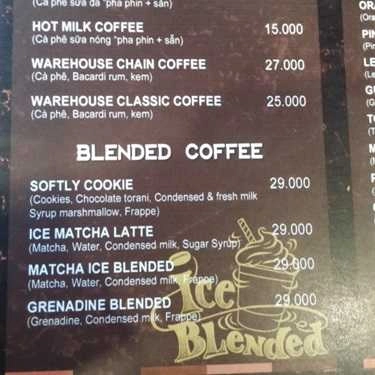 (Cà phê sữa đá *pha phin + sẵn)
HOT MILK COFFEE 15.000
(Cà phê sữa nóng *pha phin + sẵn)
WAREHOUSE CHAIN COFFEE 27.000
(Cà phê, Bacardi rum, kem)
WAREHOUSE CLASSIC COFFEE 25.000
(Cà phê, Bacardi rum, kem)
BLENDED COFFEE
SOFTLY COOKIE 29.000
(Cookies, Chocolate torani, Condensed & fresh milk
Syrup marshmallow, Frappe)
ICE MATCHA LATTE 29.000
(Matcha, Water, Condensed milk, Sugar Syrup)
MATCHA ICE BLENDED 29.000
(Matcha, Water, Condensed milk, Frappe)
GRENADINE BLENDED 29.000
(Grenadine, Condensed milk, Frappe)
ice
Blended